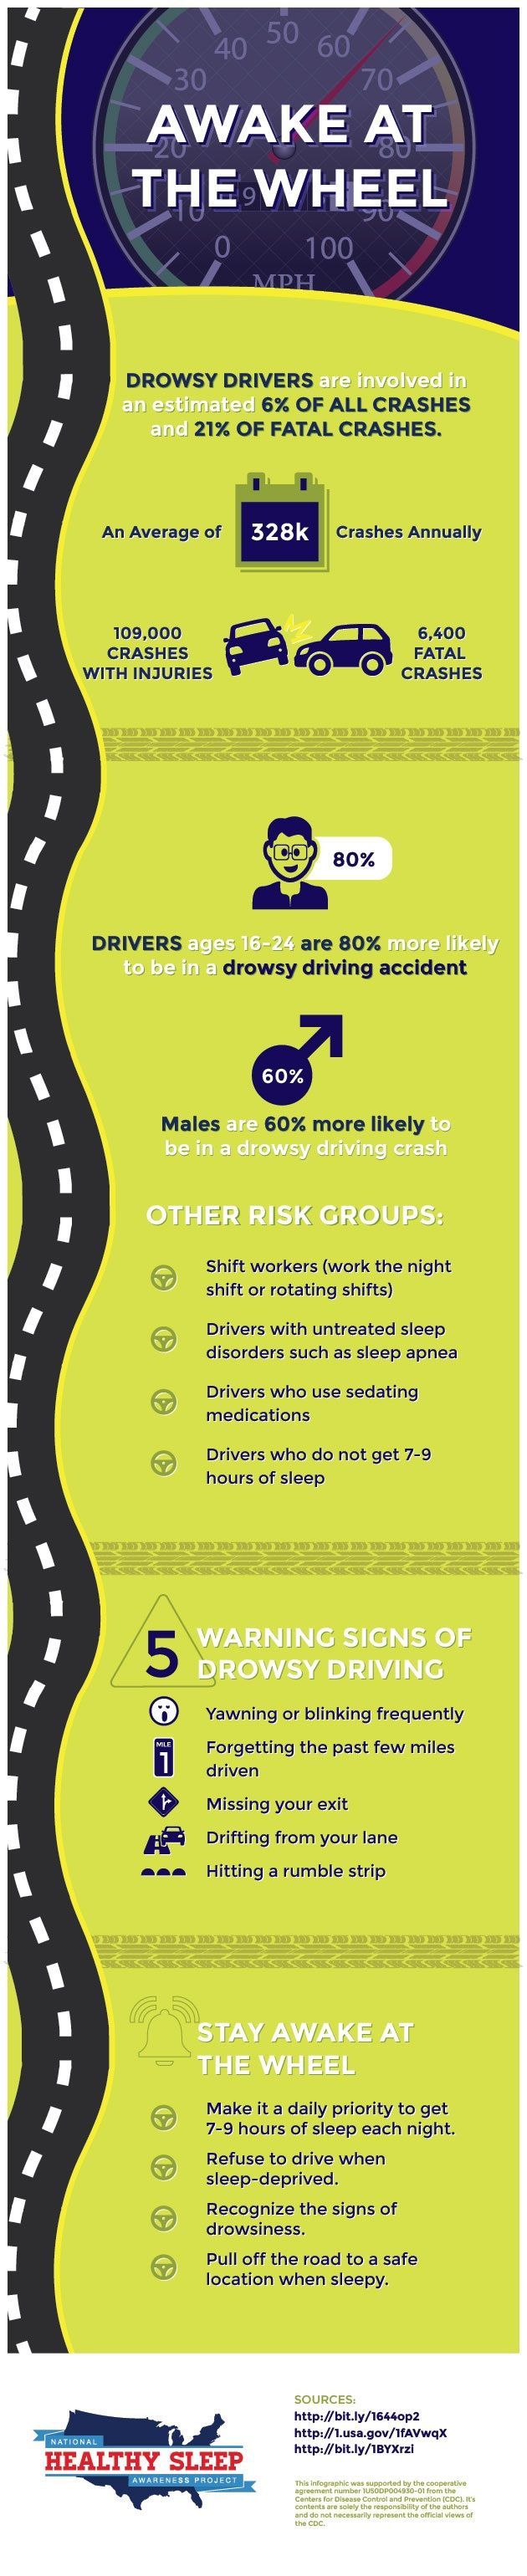 50
40
60
30
70
AWAKE AT
20
80
THE WHEEL
9
10
90
0
100
MPH
DROWSY DRIVERS are involved in
an estimated 6% OF ALL CRASHES
and 21% OF FATAL CRASHES.
An Average of
328k
Crashes Annually
109,000
CRASHES
WITH INJURIES
6,400
FATAL
CRASHES
80%
DRIVERS ages 16-24 are 80% more likely
to be in a drowsy driving accident
60%
Males are 60% more likely to
be in a drowsy driving crash
OTHER RISK GROUPS:
Shift workers (work the night
shift or rotating shifts)
Drivers with untreated sleep
disorders such as sleep apnea
Drivers who use sedating
medications
Drivers who do not get 7-9
hours of sleep
5
WARNING SIGNS OF
DROWSY DRIVING
Yawning or blinking frequently
MILE
1
Forgetting the past few miles
driven
Missing your exit
Drifting from your lane
Hitting a rumble strip
STAY AWAKE AT
THE WHEEL
Make it a daily priority to get
7-9 hours of sleep each night.
Refuse to drive when
sleep-deprived.
Recognize the signs of
drowsiness.
Pull off the road to a safe
location when sleepy.
NATIONAL
HEALTHY SLEEP
AWARENESS PROJECT
SOURCES:
http://bit.ly/1644op2
http://1.usa.gov/1fAVwqX
http://bit.ly/1BYXrzi
This infographic was supported by the cooperative
agreement number 1U50DP004930-01 from the
Centers for Disease Control and Prevention (CDC). It's
contents are solely the responsibility of the authors
and do not necessarily represent the official views of
the CDC.